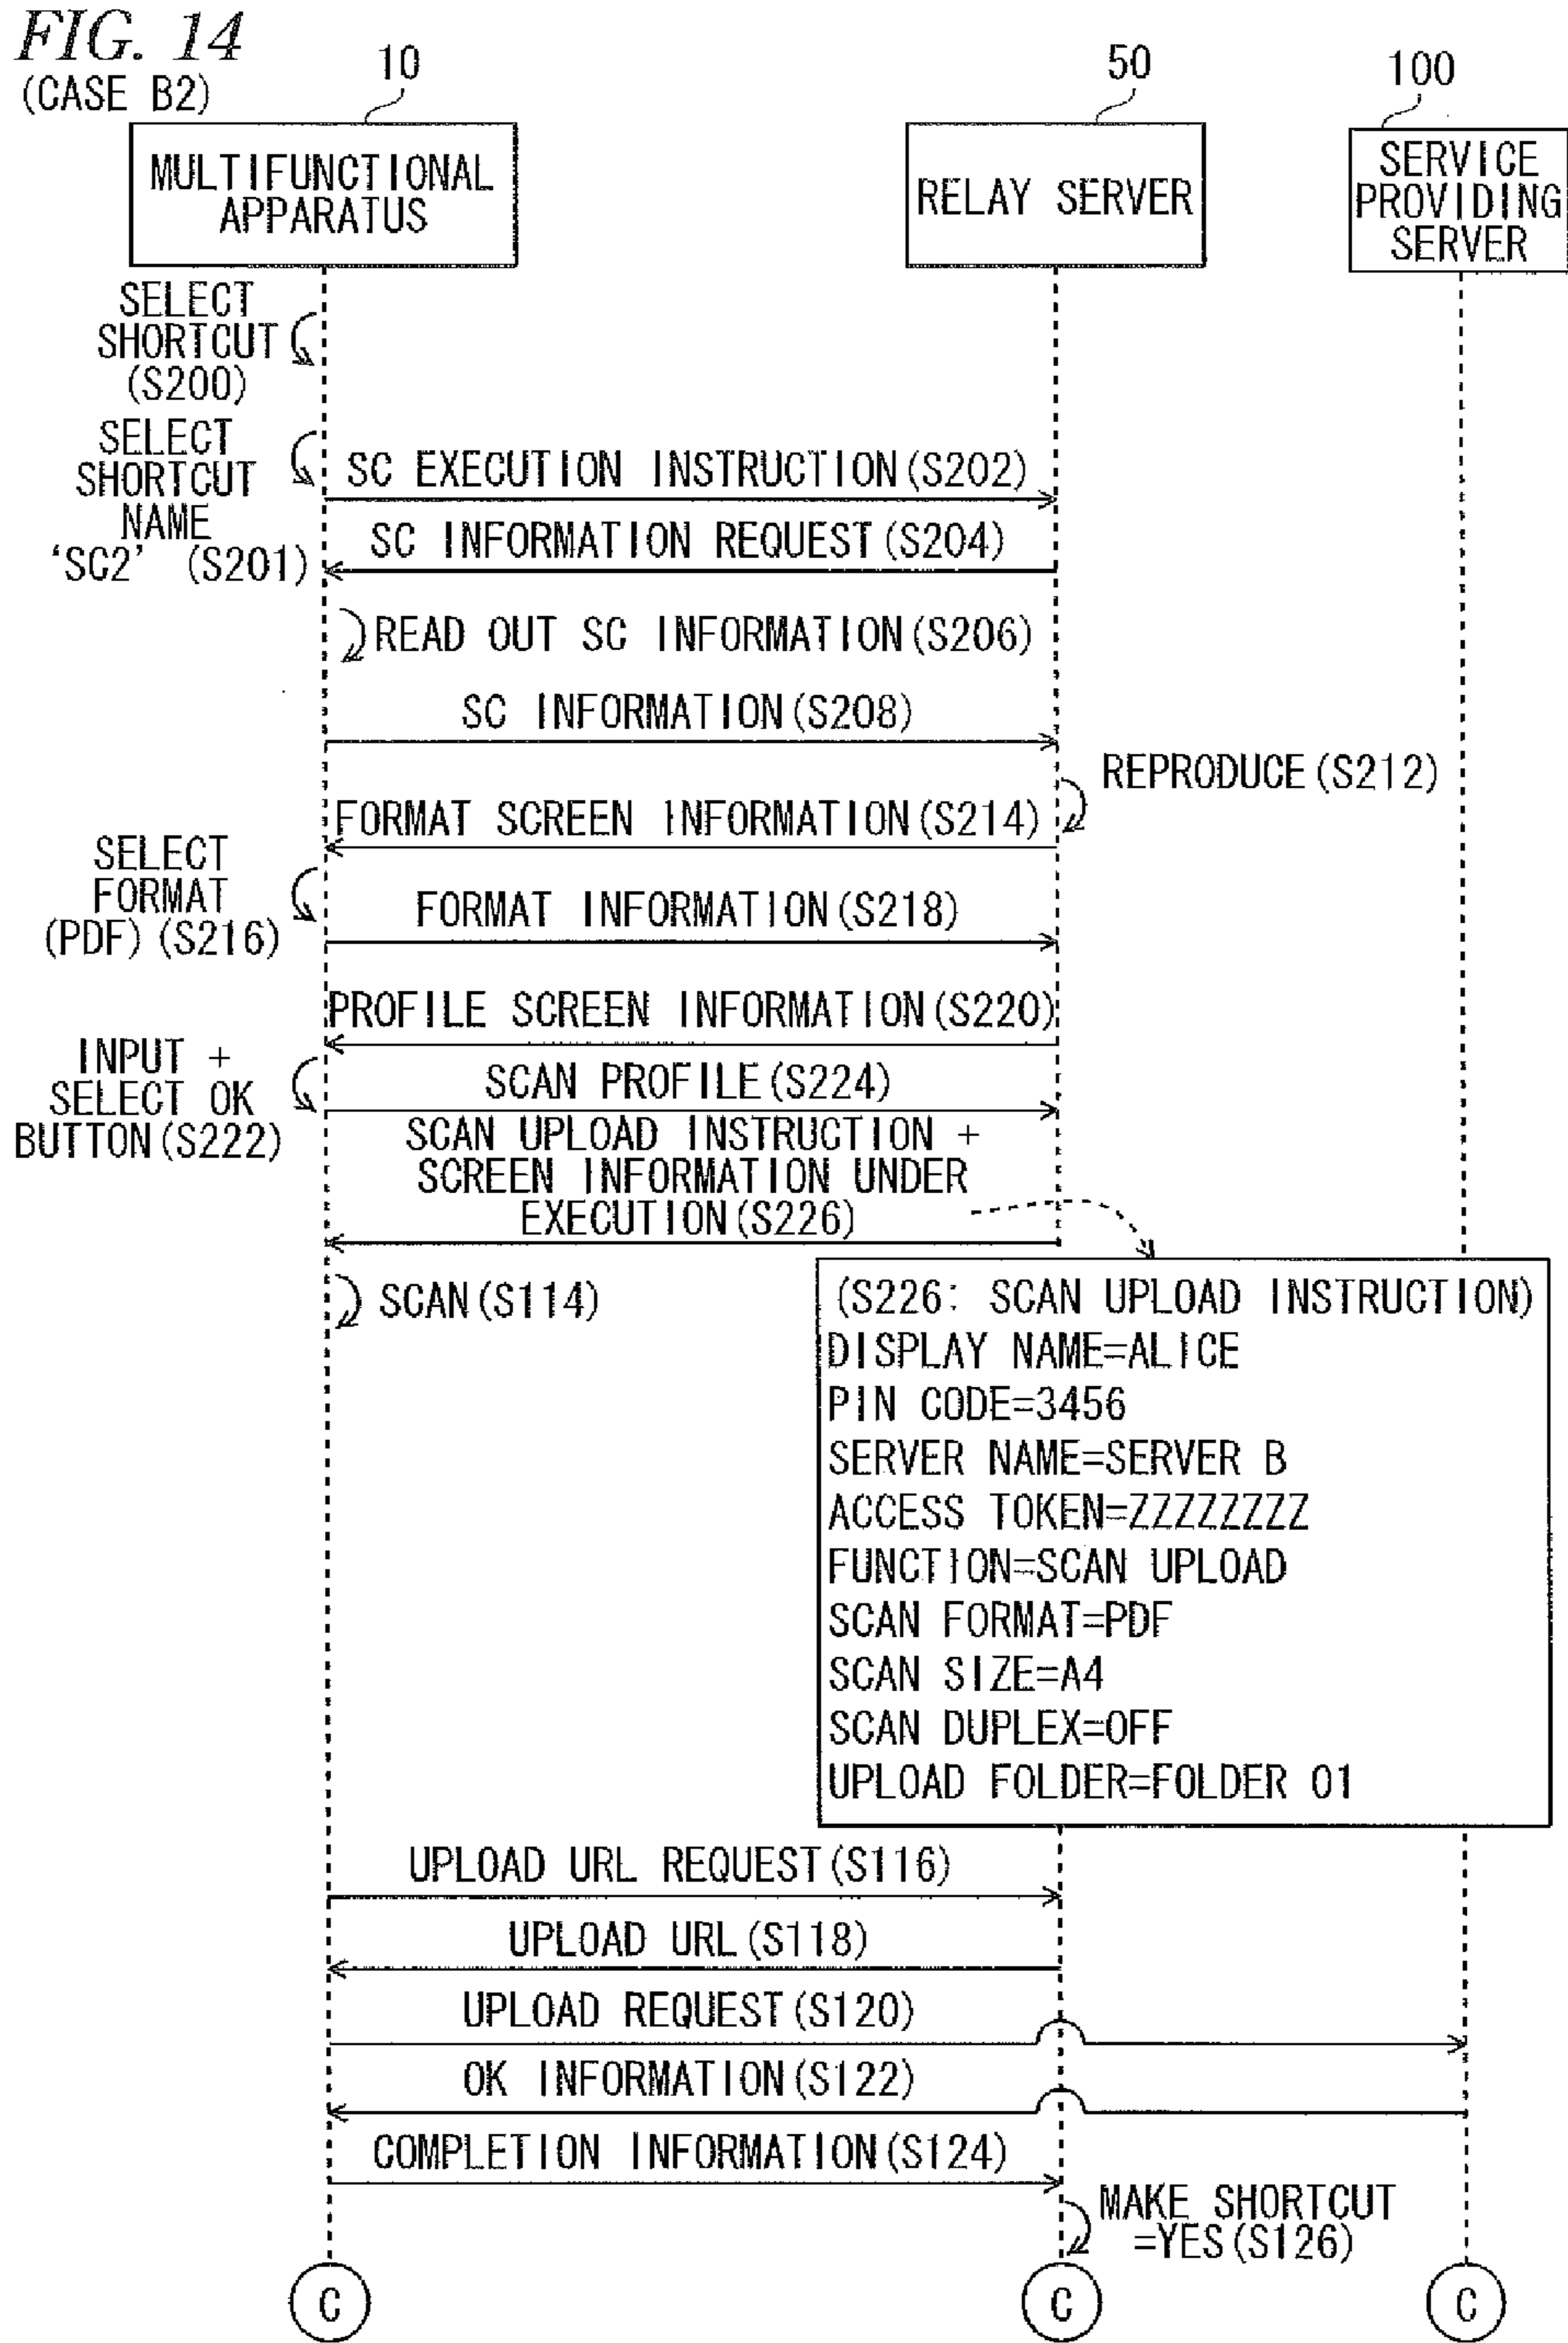 FIG. 14
(CASE B2)
10
50
100
MULTIFUNCTIONAL
APPARATUS
RELAY SERVER
SERVICE
PROVIDING
SERVER
SELECT
SHORTCUT
(S200)
SELECT
SHORTCUT
NAME
‘SC2’ (S201)
SC EXECUTION INSTRUCTION(S202)
SC INFORMATION REQUEST(S204)
READ OUT SC INFORMATION(S206)
SC INFORMATION(S208)
REPRODUCE(S212)
FORMAT SCREEN INFORMATION(S214)
SELECT
FORMAT
(PDF)(S216)
FORMAT INFORMATION(S218)
PROFILE SCREEN INFORMATION(S220)
INPUT +
SELECT OK
BUTTON(S222)
SCAN PROFILE(S224)
SCAN UPLOAD INSTRUCTION +
SCREEN INFORMATION UNDER
EXECUTION(S226)
SCAN(S114)
(S226: SCAN UPLOAD INSTRUCTION)
DISPLAY NAME=ALICE
PIN CODE=3456
SERVER NAME=SERVER B
ACCESS TOKEN=ZZZZZZZZ
FUNCTION=SCAN UPLOAD
SCAN FORMAT=PDF
SCAN SIZE=A4
SCAN DUPLEX=OFF
UPLOAD FOLDER=FOLDER 01
UPLOAD URL REQUEST(S116)
UPLOAD URL(S118)
UPLOAD REQUEST(S120)
OK INFORMATION(S122)
COMPLETION INFORMATION(S124)
MAKE SHORTCUT
=YES(S126)
C
C
C